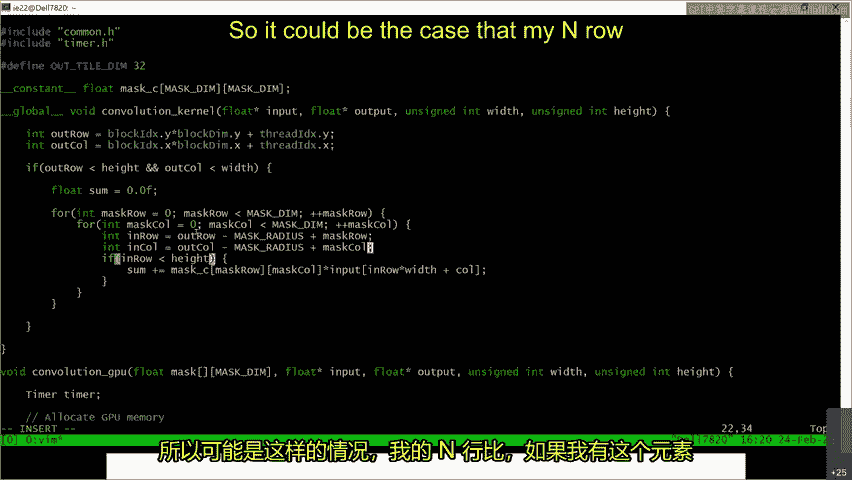 ie22@Dell7820: ~
So it could be the case that my N row
#include "common.h"
#include "timer.h"
#define OUT_TILE_DIM 32
__constant__ float mask_c[MASK_DIM][MASK_DIM];
__global__ void convolution_kernel(float* input, float* output, unsigned int width, unsigned int height) {
int outRow = blockIdx.y*blockDim.y + threadIdx.y;
int outCol = blockIdx.x*blockDim.x + threadIdx.x;
if(outRow < height && outCol < width) {
float sum = 0.0f;
for(int maskRow = 0; maskRow < MASK_DIM; ++maskRow) {
for(int maskCol = 0; maskCol < MASK_DIM; ++maskCol) {
int inRow = outRow - MASK_RADIUS + maskRow;
int inCol = outCol - MASK_RADIUS + maskCol;
if(inRow < height) {
sum += mask_c[maskRow][maskCol]*input[inRow*width + col];
}
}
}
}
}
void convolution_gpu(float mask[][MASK_DIM], float* input, float* output, unsigned int width, unsigned int height) {
Timer timer;
// Allocate GPU memory
-- INSERT -- 22,34 Top
[0] 0:vim* "Dell7820" 16:20 24-Feb-2
所以可能是这样的情况，我的 N 行比，如果我有这个元素
+25